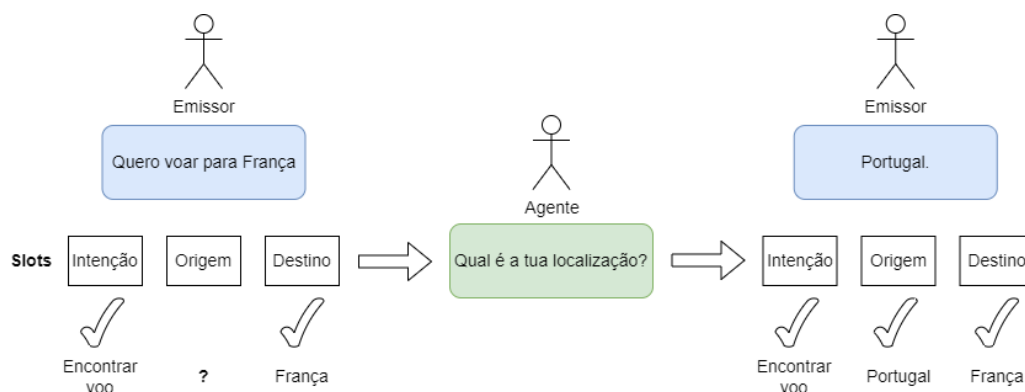 Emissor
Quero voar para França
Slots
Intenção
Origem
Destino
Encontrar
voo
?
França
Agente
Qual é a tua localização?
Emissor
Portugal.
Intenção
Origem
Destino
Encontrar
voo
Portugal
França